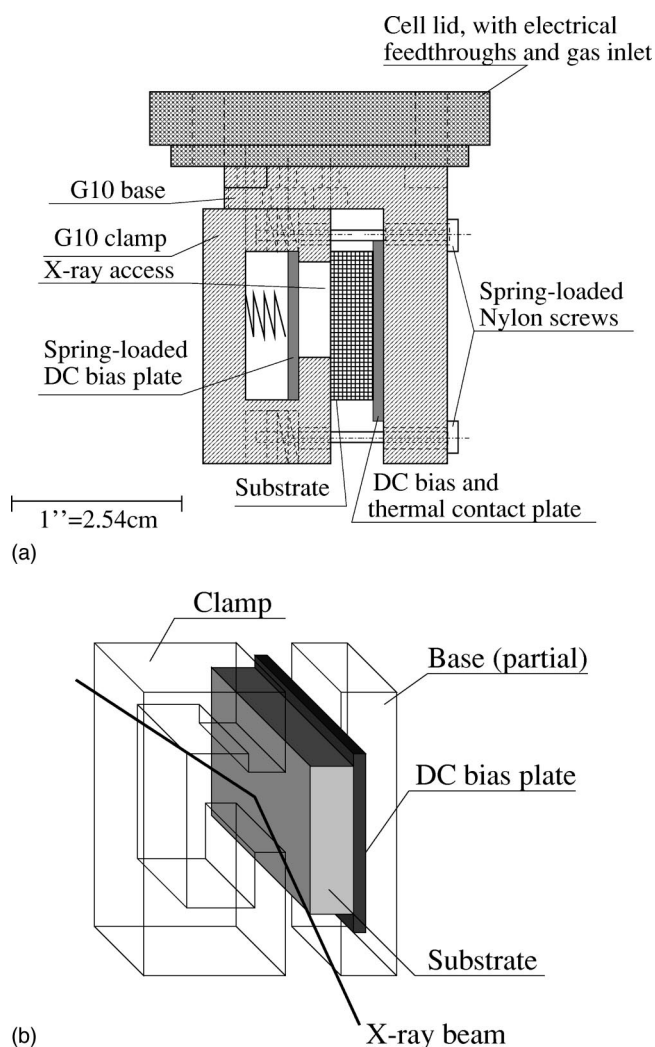 Cell lid, with electrical
feedthroughs and gas inlet
G10 base
G10 clamp
X-ray access
Spring-loaded
DC bias plate
Spring-loaded
Nylon screws
Substrate
DC bias and
thermal contact plate
1’’=2.54cm
(a)
Clamp
Base (partial)
DC bias plate
Substrate
X-ray beam
(b)